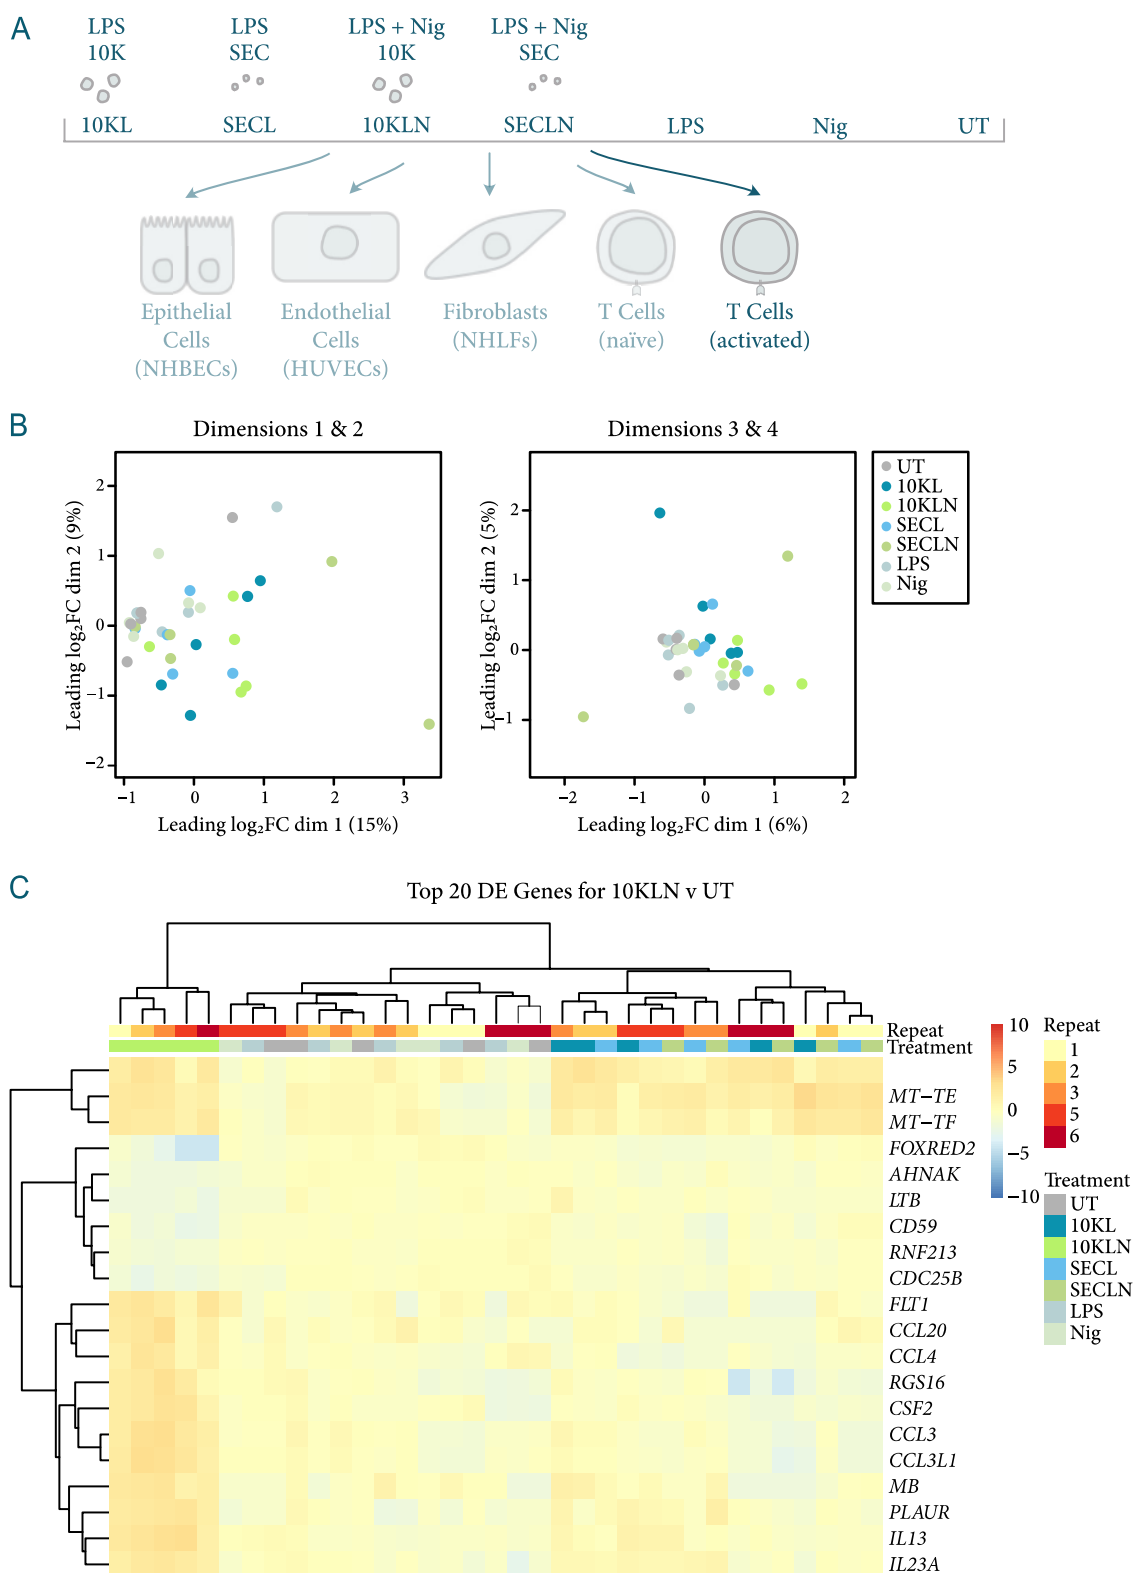 A
LPS
10K
LPS
SEC
LPS + Nig
10K
LPS + Nig
SEC
10KL
SECL
10KLN
SECLN
LPS
Nig
UT
Epithelial
Cells
(NHBECs)
Endothelial
Cells
(HUVECs)
Fibroblasts
(NHLFs)
T Cells
(naïve)
T Cells
(activated)
B
Dimensions 1 & 2
Leading log₂FC dim 2 (9%)
2
1
0
−1
−2
−1
0
1
2
3
Leading log₂FC dim 1 (15%)
Dimensions 3 & 4
Leading log₂FC dim 2 (5%)
2
1
0
−1
−2
−1
0
1
2
Leading log₂FC dim 1 (6%)
UT
10KL
10KLN
SECL
SECLN
LPS
Nig
C
Top 20 DE Genes for 10KLN v UT
Repeat
Treatment
MT−TE
MT−TF
FOXRED2
AHNAK
LTB
CD59
RNF213
CDC25B
FLT1
CCL20
CCL4
RGS16
CSF2
CCL3
CCL3L1
MB
PLAUR
IL13
IL23A
10
5
0
−5
−10
Repeat
1
2
3
5
6
Treatment
UT
10KL
10KLN
SECL
SECLN
LPS
Nig